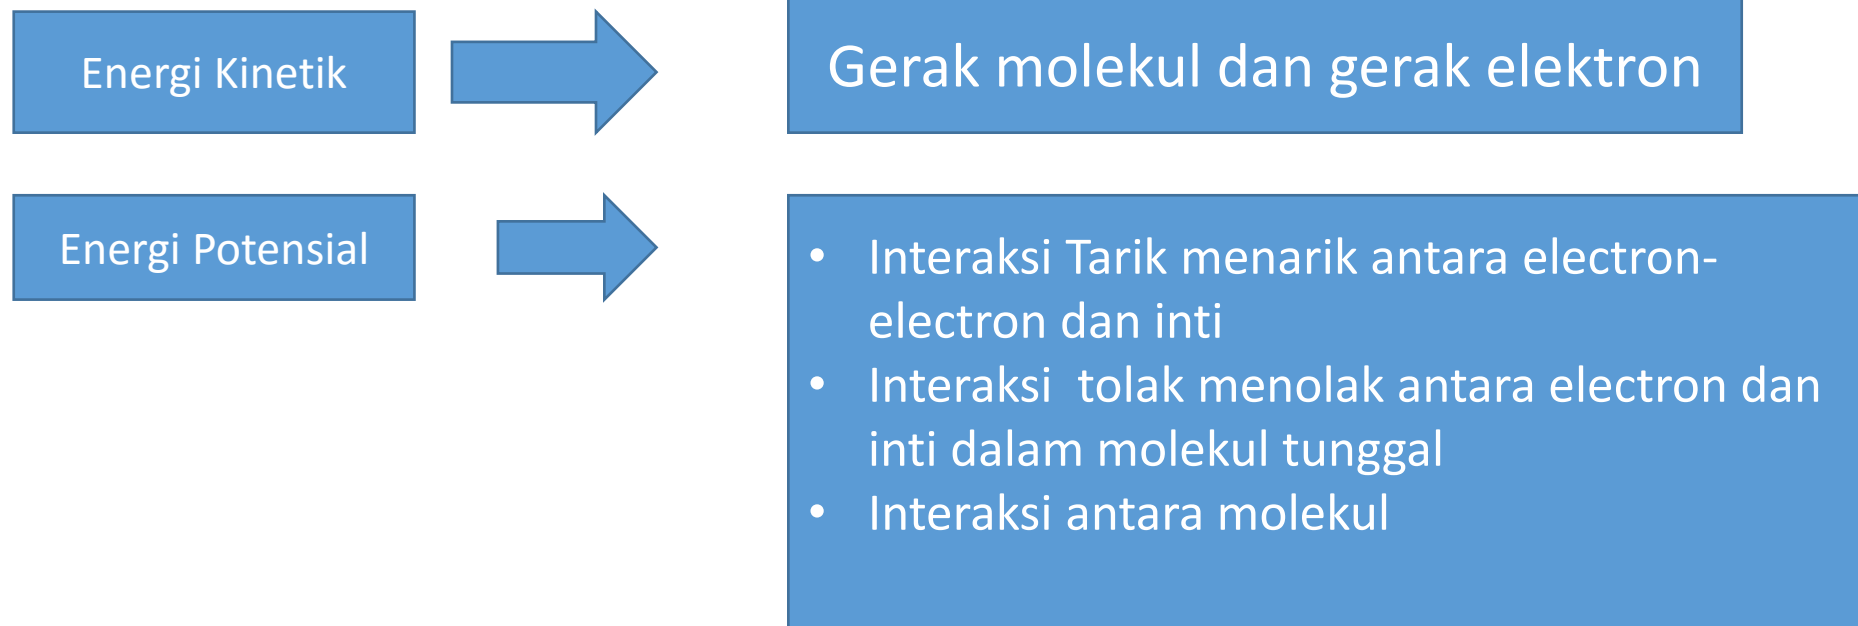 Energi Kinetik
Gerak molekul dan gerak elektron
Energi Potensial
• Interaksi Tarik menarik antara electron-
electron dan inti
• Interaksi  tolak menolak antara electron dan
inti dalam molekul tunggal
• Interaksi antara molekul